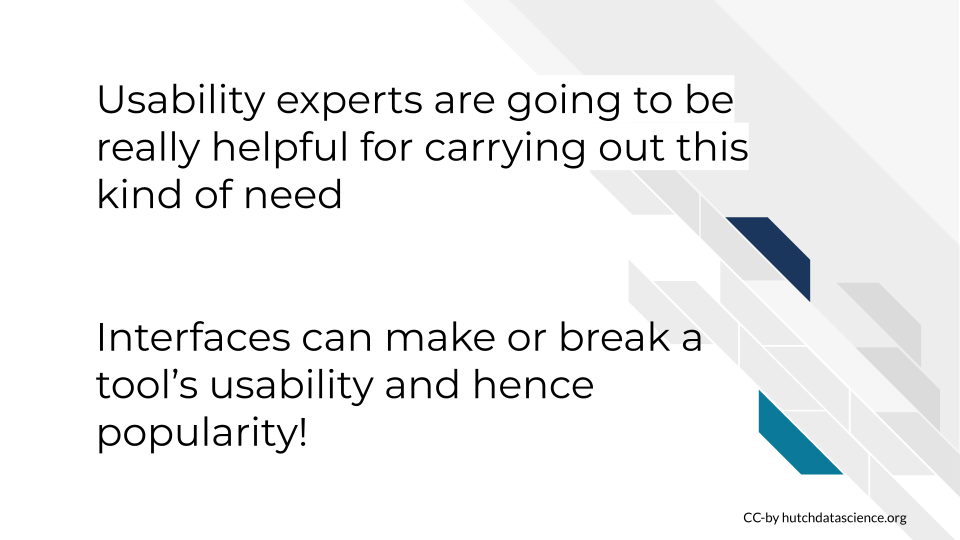 Usability experts are going to be
really helpful for carrying out this
kind of need
Interfaces can make or break a
tool’s usability and hence
popularity!
CC-by hutchdatascience.org